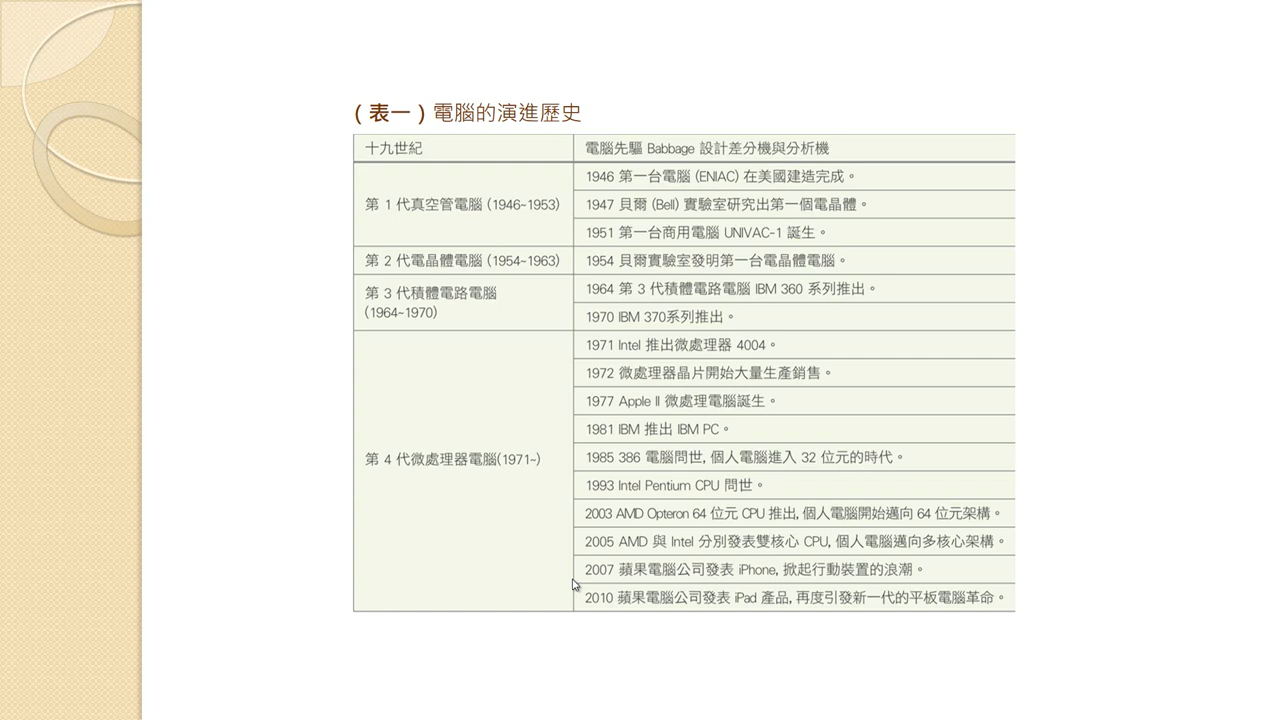 （表一）電腦的演進歷史
十九世紀
電腦先驅 Babbage 設計差分機與分析機
第 1 代真空管電腦 (1946~1953)
1946 第一台電腦 (ENIAC) 在美國建造完成。
1947 貝爾 (Bell) 實驗室研究出第一個電晶體。
1951 第一台商用電腦 UNIVAC-1 誕生。
第 2 代電晶體電腦 (1954~1963)
1954 貝爾實驗室發明第一台電晶體電腦。
第 3 代積體電路電腦
(1964~1970)
1964 第 3 代積體電路電腦 IBM 360 系列推出。
1970 IBM 370系列推出。
第 4 代微處理器電腦(1971~)
1971 Intel 推出微處理器 4004。
1972 微處理器晶片開始大量生產銷售。
1977 Apple II 微處理電腦誕生。
1981 IBM 推出 IBM PC。
1985 386 電腦問世, 個人電腦進入 32 位元的時代。
1993 Intel Pentium CPU 問世。
2003 AMD Opteron 64 位元 CPU 推出, 個人電腦開始邁向 64 位元架構。
2005 AMD 與 Intel 分別發表雙核心 CPU, 個人電腦邁向多核心架構。
2007 蘋果電腦公司發表 iPhone, 掀起行動裝置的浪潮。
2010 蘋果電腦公司發表 iPad 產品, 再度引發新一代的平板電腦革命。